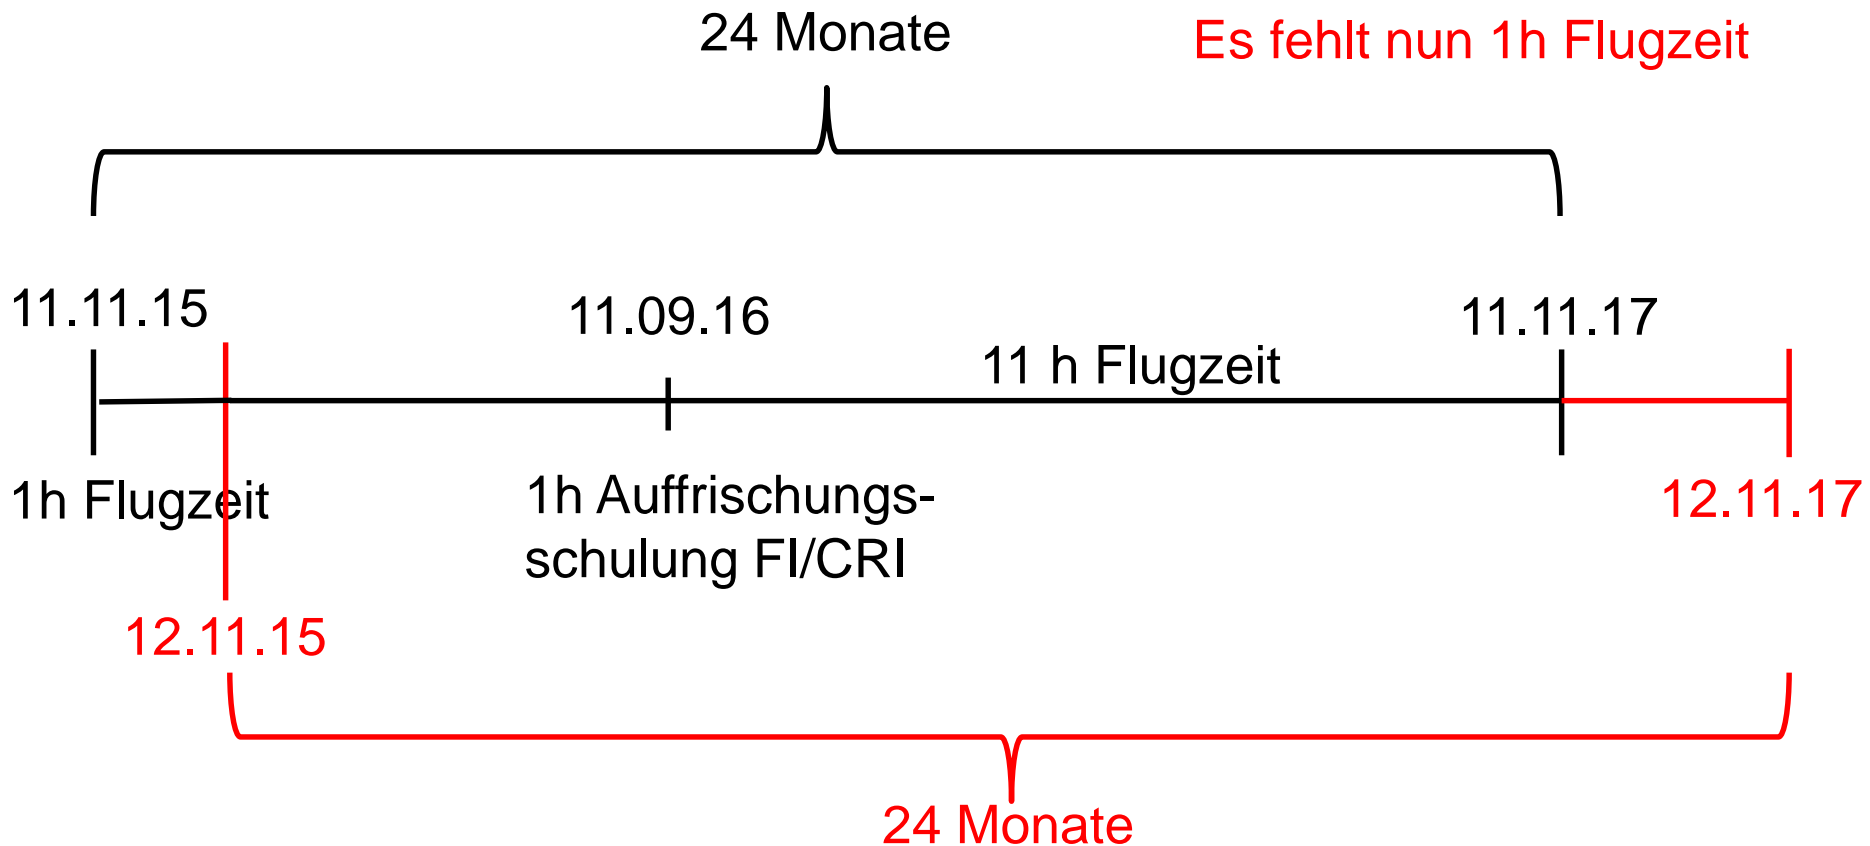 24 Monate
Es fehlt nun 1h Flugzeit
11.11.15
11.09.16
11.11.17
11 h Flugzeit
1h Flugzeit
1h Auffrischungs-
schulung FI/CRI
12.11.17
12.11.15
24 Monate